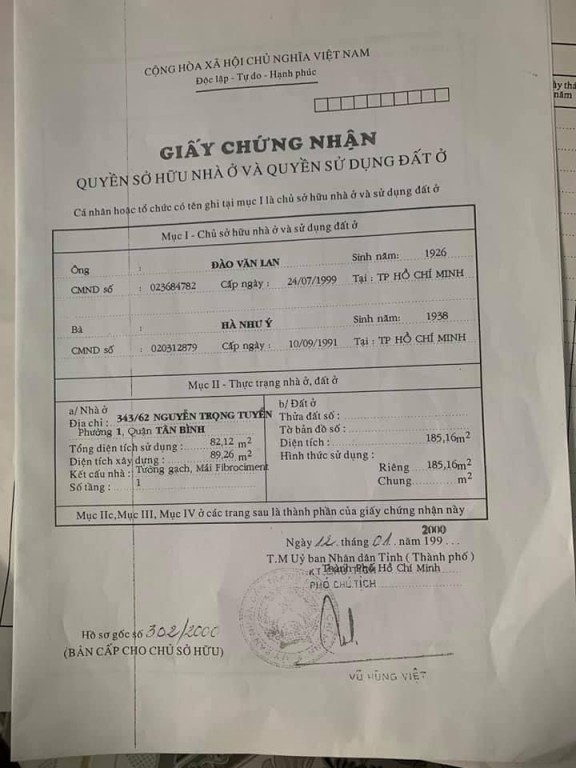 CỘNG HÒA XÃ HỘI CHỦ NGHĨA VIỆT NAM
Độc lập - Tự do - Hạnh phúc
GIẤY CHỨNG NHẬN
QUYỀN SỞ HỮU NHÀ Ở VÀ QUYỀN SỬ DỤNG ĐẤT Ở
Cá nhân hoặc tổ chức có tên ghi tại mục I là chủ sở hữu nhà ở và sử dụng đất ở
Mục I - Chủ sở hữu nhà ở và sử dụng đất ở
Ông : ĐÀO VĂN LAN Sinh năm: 1926
CMND số : 023684782 Cấp ngày : 24/07/1999 Tại : TP HỒ CHÍ MINH
Bà : HÀ NHƯ Ý Sinh năm: 1938
CMND số : 020312879 Cấp ngày : 10/09/1991 Tại : TP HỒ CHÍ MINH
Mục II - Thực trạng nhà ở, đất ở
a/ Nhà ở
Địa chỉ : 343/62 NGUYỄN TRỌNG TUYỂN
Phường 1, Quận TÂN BÌNH
Tổng diện tích sử dụng : 82,12 m2
Diện tích xây dựng : 89,26 m2
Kết cấu nhà : Tường gạch, Mái Fibrociment
Số tầng : 1
b/ Đất ở
Thửa đất số :
Tờ bản đồ số :
Diện tích : 185,16m2
Hình thức sử dụng :
Riêng 185,16m2
Chung m2
Mục IIc,Mục III, Mục IV ở các trang sau là thành phần của giấy chứng nhận này
2000
Ngày 12 tháng 01 năm 199...
T.M Uỷ ban Nhân dân Tỉnh ( Thành phố )
KT.CHỦ TỊCH
Thành Phố Hồ Chí Minh
PHÓ CHỦ TỊCH
Hồ sơ gốc số 302/2000
(BẢN CẤP CHO CHỦ SỞ HỮU)
VŨ HÙNG VIỆT